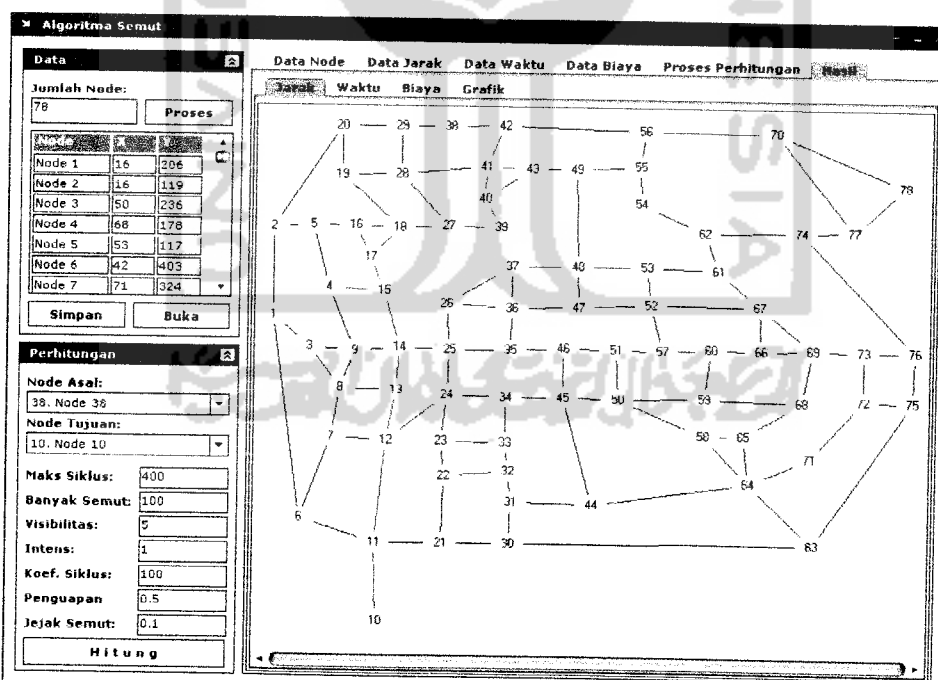 Algoritma Semut
Data
Jumlah Node:
78
Proses
Node X Y
Node 1 16 206
Node 2 16 119
Node 3 50 236
Node 4 66 178
Node 5 53 117
Node 6 42 403
Node 7 71 324
Simpan Buka
Perhitungan
Node Asal:
38. Node 38
Node Tujuan:
10. Node 10
Maks Siklus: 400
Banyak Semut: 100
Visibilitas: 5
Intens: 1
Koef. Siklus: 100
Penguapan 0.5
Jejak Semut: 0.1
Hitung
Data Node Data Jarak Data Waktu Data Biaya Proses Perhitungan Hasil
Jarak Waktu Biaya Grafik
20 29 38 42 56 70
19 28 41 43 49 55 78
40 54
2 5 16 18 27 39 62 74 77
17
37 48 53 61
4 15
26 36 47 52 67
1
3 9 14 25 35 46 51 57 60 66 69 73 76
8 13 24 34 45 50 59 68 72 75
7 12 23 33 58 65
22 32 71
31 44 64
6
11 21 30 63
10